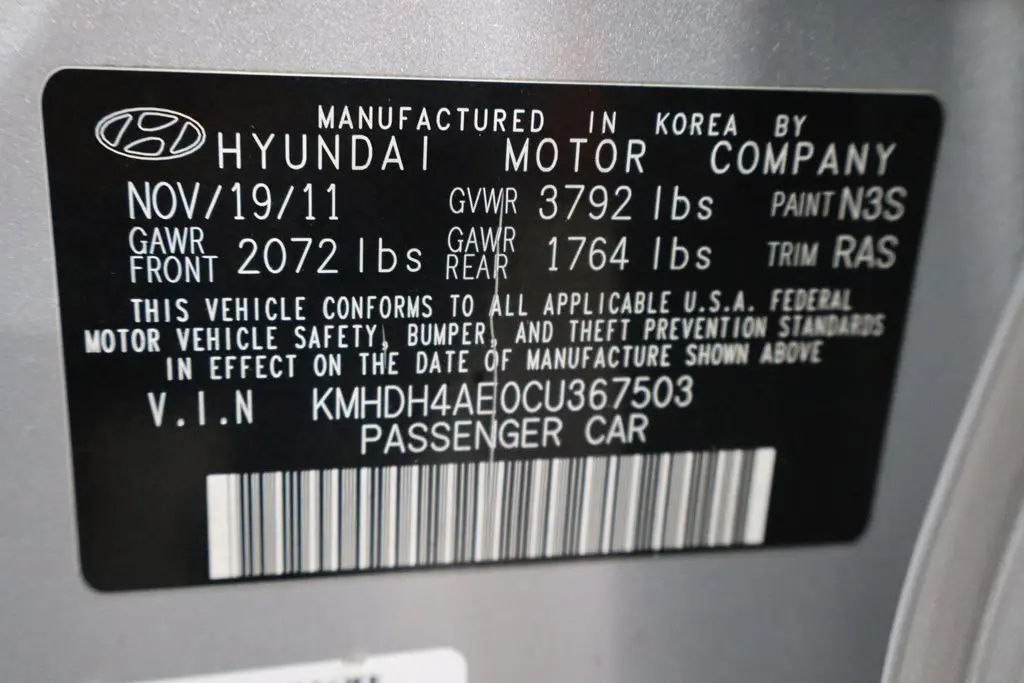 MANUFACTURED IN KOREA BY
HYUNDAI MOTOR COMPANY
NOV/19/11 GVWR 3792 lbs PAINT N3S
GAWR FRONT 2072 lbs GAWR REAR 1764 lbs TRIM RAS
THIS VEHICLE CONFORMS TO ALL APPLICABLE U.S.A. FEDERAL
MOTOR VEHICLE SAFETY, BUMPER, AND THEFT PREVENTION STANDARDS
IN EFFECT ON THE DATE OF MANUFACTURE SHOWN ABOVE
V.I.N KMHDH4AE0CU367503
PASSENGER CAR